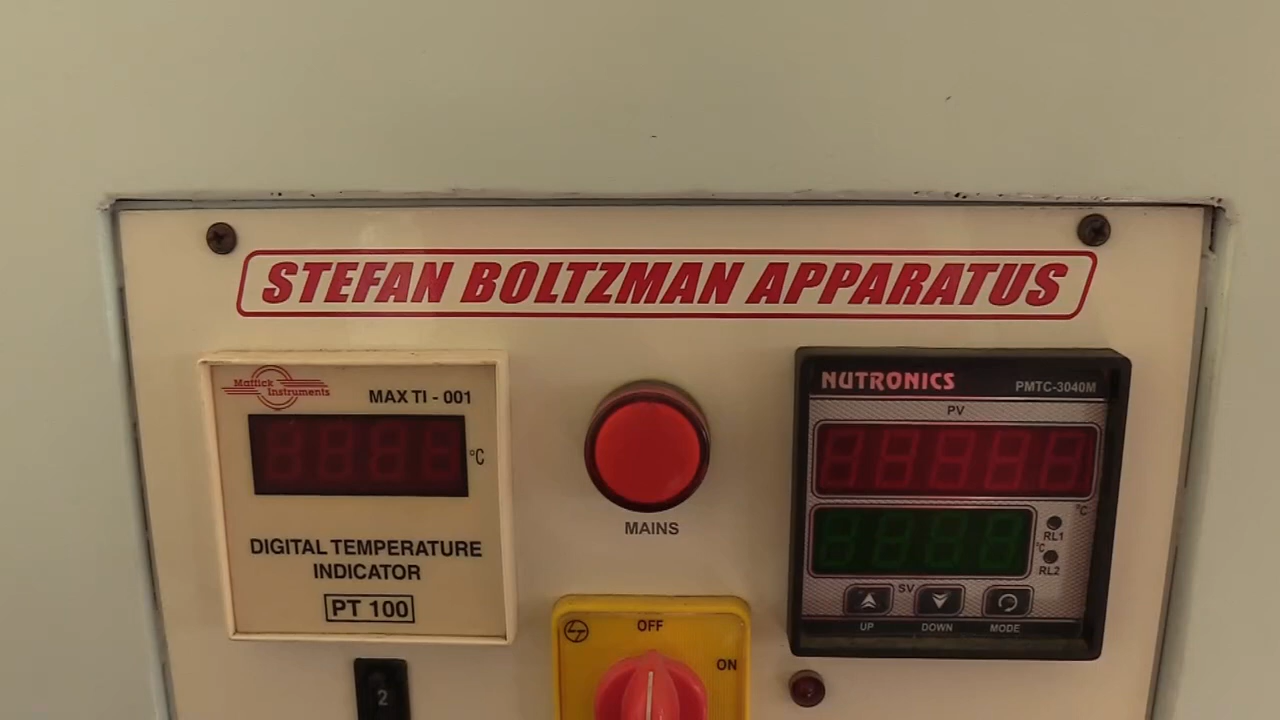 STEFAN BOLTZMAN APPARATUS
Mattick Instruments
MAX TI - 001
°C
DIGITAL TEMPERATURE
INDICATOR
PT 100
2
MAINS
OFF
ON
NUTRONICS
PMTC-3040M
PV
°C
RL1
°C
RL2
SV
UP
DOWN
MODE